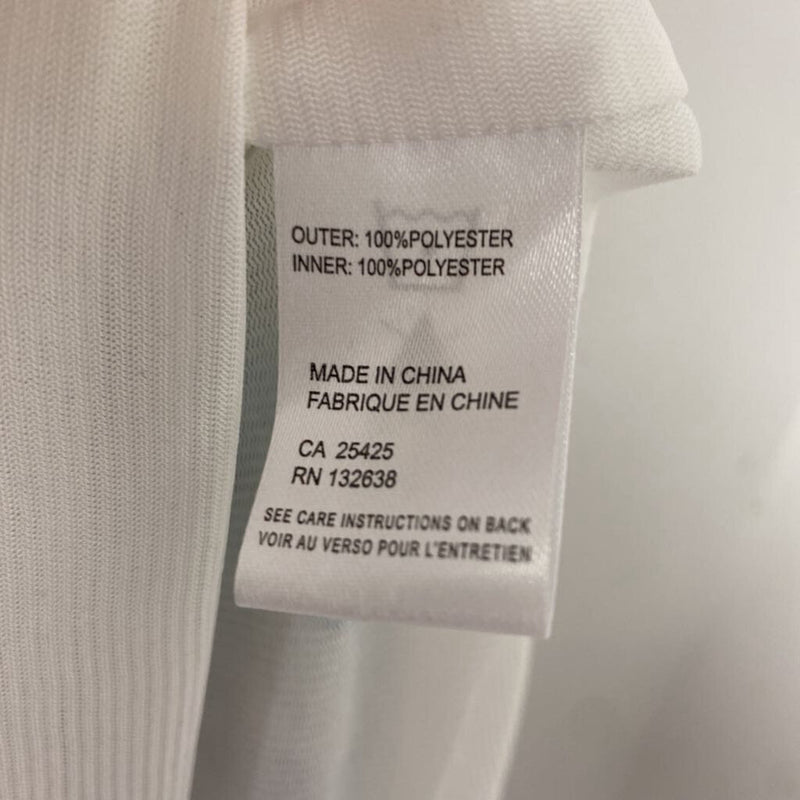 OUTER: 100%POLYESTER
INNER: 100%POLYESTER
MADE IN CHINA
FABRIQUE EN CHINE
CA 25425
RN 132638
SEE CARE INSTRUCTIONS ON BACK
VOIR AU VERSO POUR L'ENTRETIEN